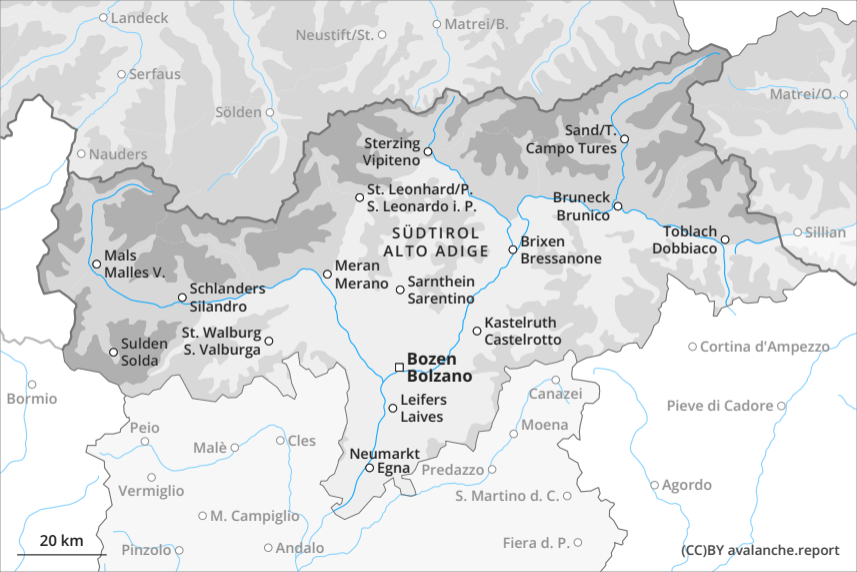 Landeck
Matrei/B.
Neustift/St.
Serfaus
Matrei/O.
Sölden
Sand/T.
Campo Tures
Sterzing
Vipiteno
Nauders
St. Leonhard/P.
S. Leonardo i. P.
Bruneck
Brunico
SÜDTIROL
ALTO ADIGE
Toblach
Dobbiaco
Sillian
Brixen
Bressanone
Mals
Malles V.
Meran
Merano
Sarnthein
Sarentino
Schlanders
Silandro
Kastelruth
Castelrotto
St. Walburg
S. Valburga
Sulden
Solda
Cortina d'Ampezzo
Bozen
Bolzano
Bormio
Canazei
Leifers
Laives
Pieve di Cadore
Peio
Moena
Malè
Cles
Neumarkt
Egna
Predazzo
Vermiglio
Agordo
S. Martino d. C.
M. Campiglio
20 km
Pinzolo
Andalo
Fiera d. P.
(CC)BY avalanche.report